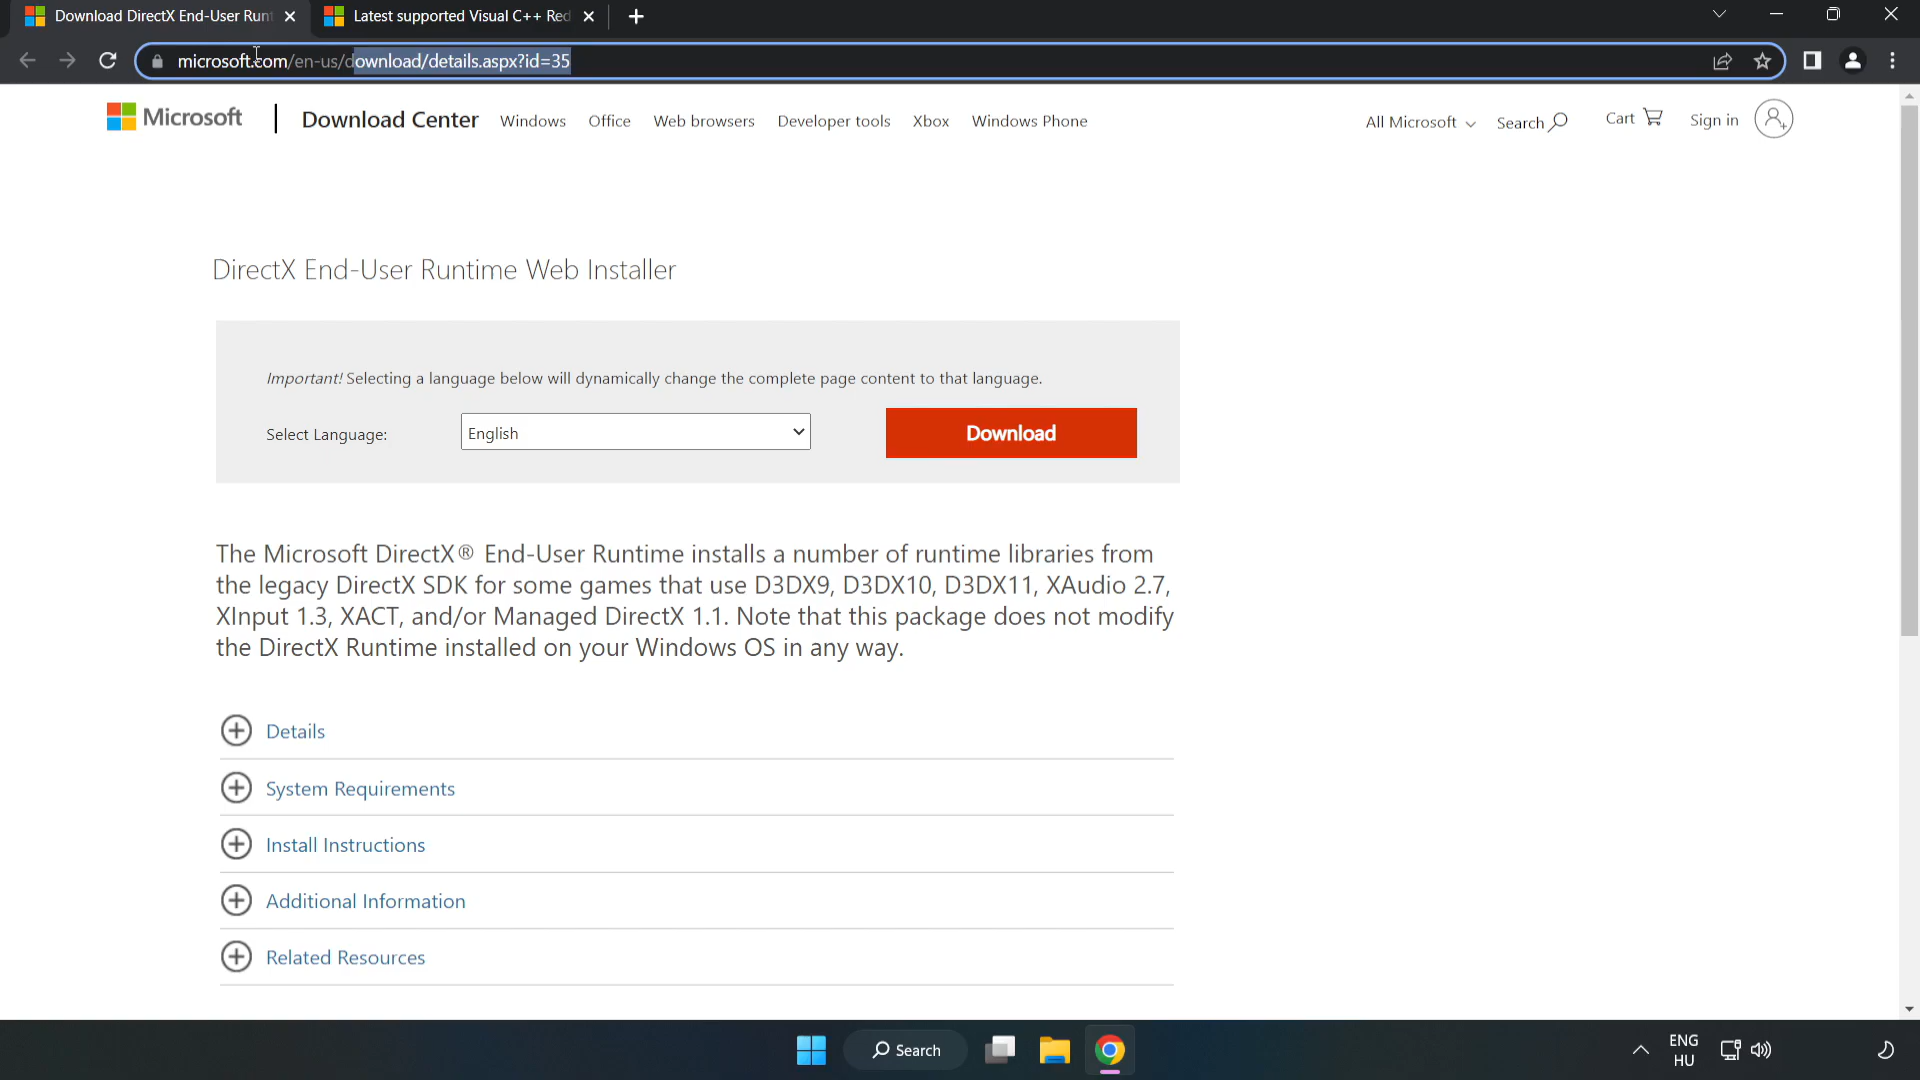 Download DirectX End-User Runt
Latest supported Visual C++ Red
microsoft.com/en-us/download/details.aspx?id=35
Microsoft
Download Center
Windows
Office
Web browsers
Developer tools
Xbox
Windows Phone
All Microsoft
Search
Cart
Sign in
DirectX End-User Runtime Web Installer
Important! Selecting a language below will dynamically change the complete page content to that language.
Select Language:
English
Download
The Microsoft DirectX® End-User Runtime installs a number of runtime libraries from
the legacy DirectX SDK for some games that use D3DX9, D3DX10, D3DX11, XAudio 2.7,
XInput 1.3, XACT, and/or Managed DirectX 1.1. Note that this package does not modify
the DirectX Runtime installed on your Windows OS in any way.
Details
System Requirements
Install Instructions
Additional Information
Related Resources
Search
ENG
HU